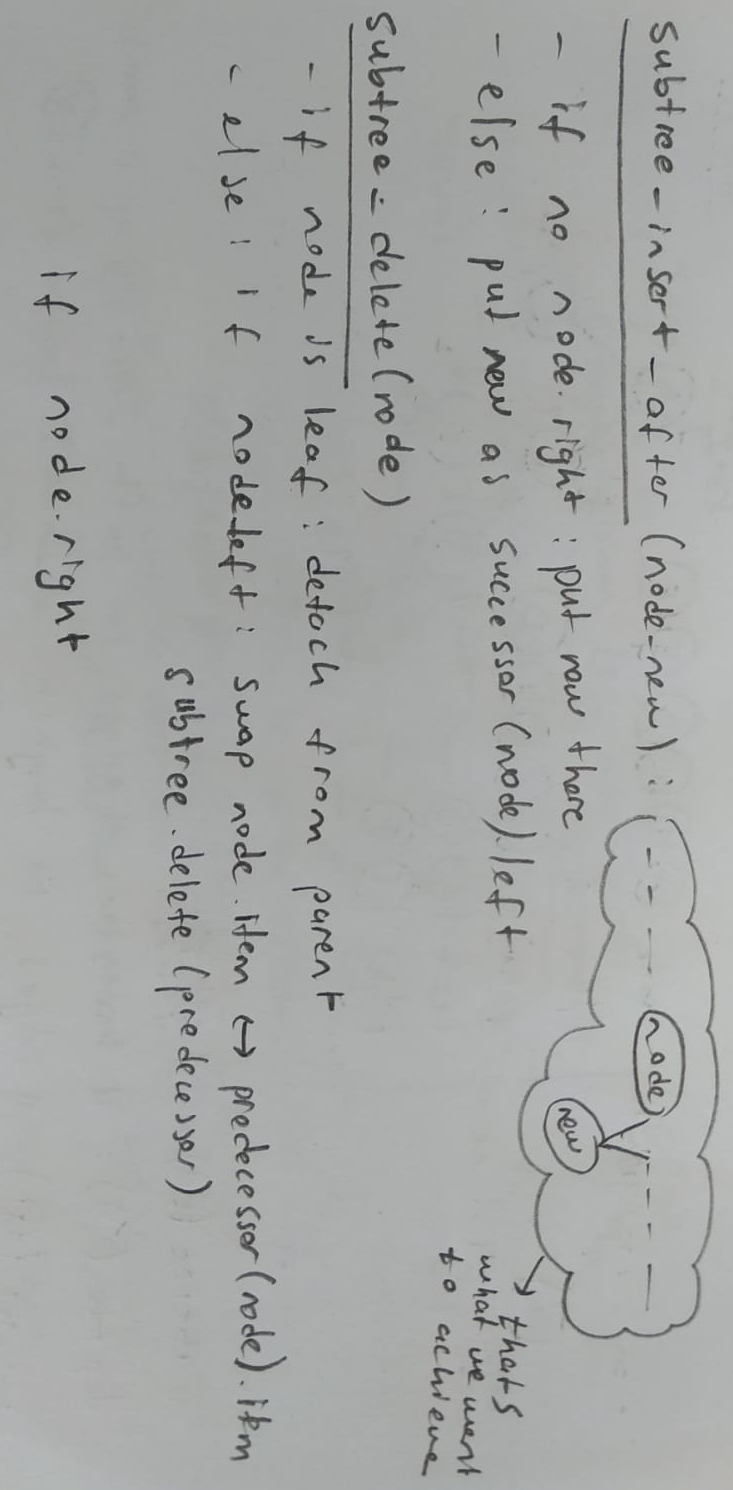 subtree-insert-after (node-new):
- if no node.right : put new there
- else : put new as successor (node).left
node
new
→ thats
what we want
to achieve
subtree-delete (node)
- if node is leaf : detach from parent
- else : if node.left : swap node.item ↔ predecessor (node).item
subtree.delete (predecessor)
if node.right